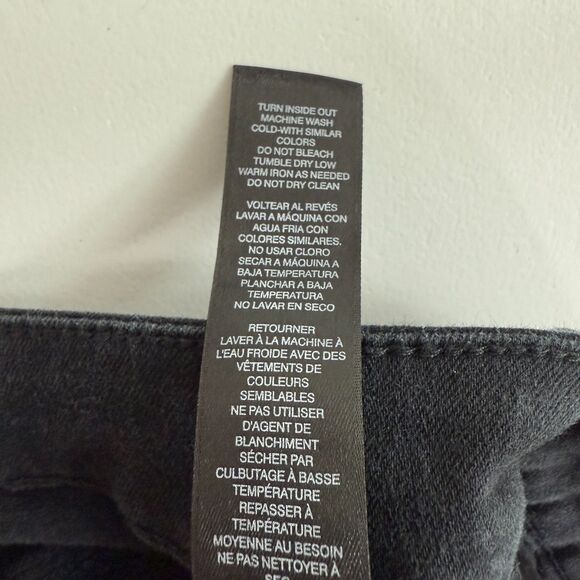 TURN INSIDE OUT
MACHINE WASH
COLD-WITH SIMILAR
COLORS
DO NOT BLEACH
TUMBLE DRY LOW
WARM IRON AS NEEDED
DO NOT DRY CLEAN
VOLTEAR AL REVÉS
LAVAR A MÁQUINA CON
AGUA FRIA CON
COLORES SIMILARES.
NO USAR CLORO
SECAR A MÁQUINA A
BAJA TEMPERATURA
PLANCHAR A BAJA
TEMPERATURA
NO LAVAR EN SECO
RETOURNER
LAVER À LA MACHINE À
L'EAU FROIDE AVEC DES
VÉTEMENTS DE
COULEURS
SEMBLABLES
NE PAS UTILISER
D'AGENT DE
BLANCHIMENT
SÉCHER PAR
CULBUTAGE À BASSE
TEMPÉRATURE
REPASSER À
TEMPÉRATURE
MOYENNE AU BESOIN
NE PAS NETTOYER À
SEC